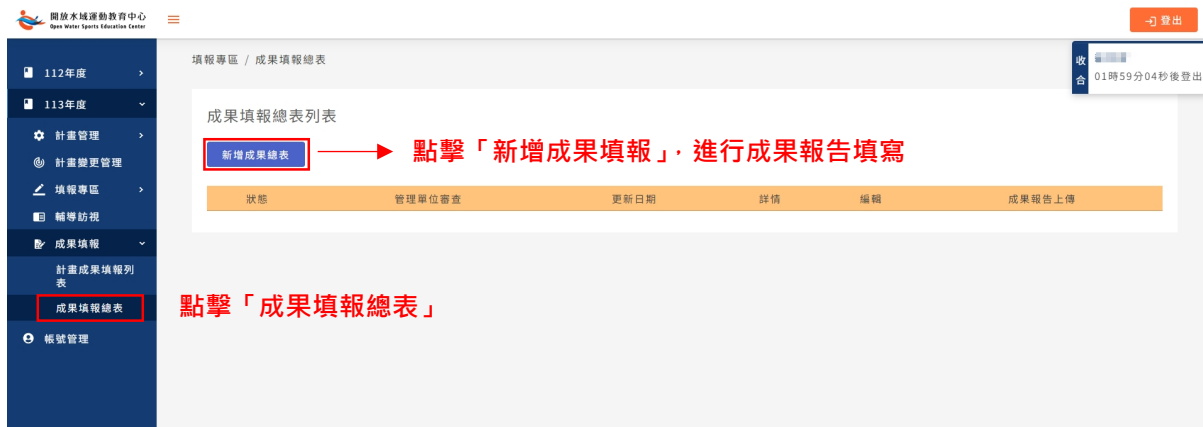 開放水域運動教育中心
Open Water Sports Education Center
登出
收合
01時59分04秒後登出
填報專區 / 成果填報總表
112年度
113年度
計畫管理
計畫變更管理
填報專區
輔導訪視
成果填報
計畫成果填報列
表
成果填報總表
帳號管理
成果填報總表列表
新增成果總表
點擊「新增成果填報」，進行成果報告填寫
狀態 管理單位審查 更新日期 詳情 編輯 成果報告上傳
點擊「成果填報總表」